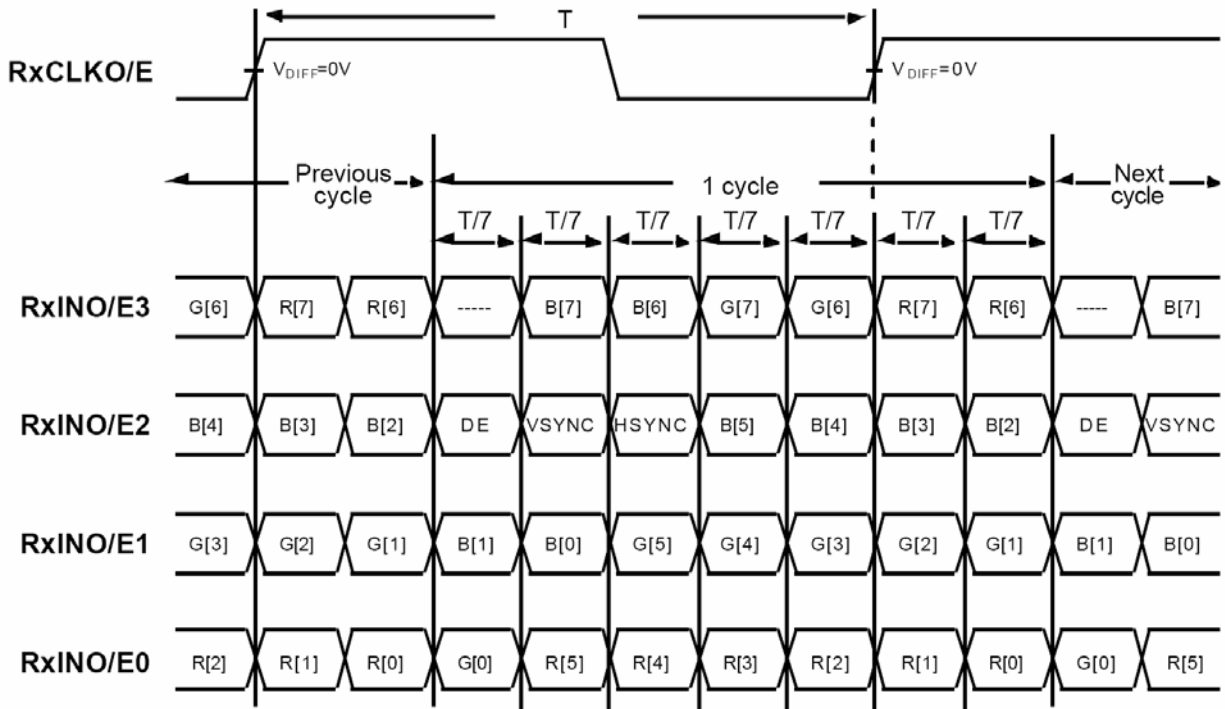 T
RxCLKO/E
VDIFF=0V
VDIFF=0V
Previous
cycle
1 cycle
Next
cycle
T/7 T/7 T/7 T/7 T/7 T/7 T/7
RxINO/E3 G[6] R[7] R[6] ----- B[7] B[6] G[7] G[6] R[7] R[6] ----- B[7]
RxINO/E2 B[4] B[3] B[2] DE VSYNC HSYNC B[5] B[4] B[3] B[2] DE VSYNC
RxINO/E1 G[3] G[2] G[1] B[1] B[0] G[5] G[4] G[3] G[2] G[1] B[1] B[0]
RxINO/E0 R[2] R[1] R[0] G[0] R[5] R[4] R[3] R[2] R[1] R[0] G[0] R[5]